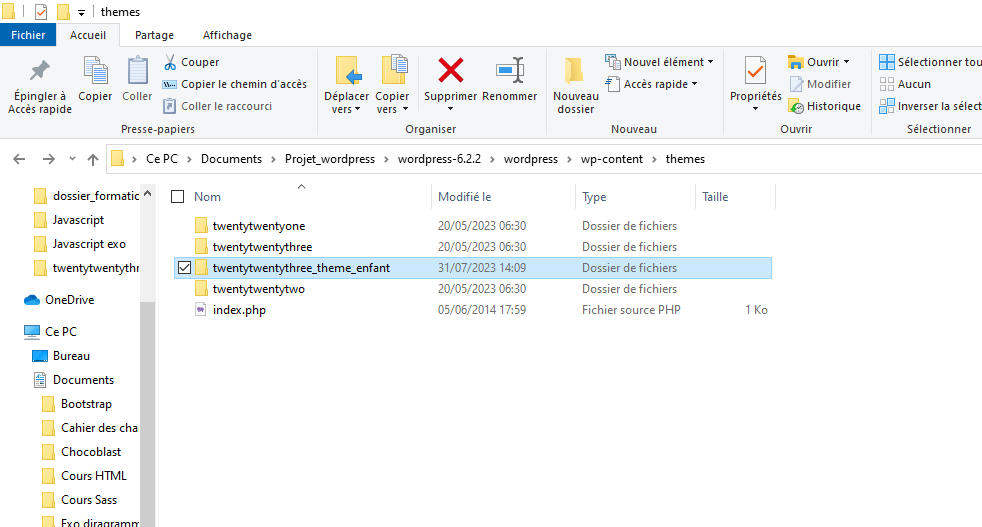 themes
Fichier Accueil Partage Affichage
Épingler à Accès rapide
Copier
Coller
Couper
Copier le chemin d'accès
Coller le raccourci
Presse-papiers
Déplacer vers
Copier vers
Supprimer
Renommer
Organiser
Nouveau dossier
Nouvel élément
Accès rapide
Nouveau
Propriétés
Ouvrir
Modifier
Historique
Ouvrir
Sélectionner tou
Aucun
Inverser la sélect
Sélectionner
Ce PC > Documents > Projet_wordpress > wordpress-6.2.2 > wordpress > wp-content > themes
dossier_formatic
Javascript
Javascript exo
twentytwentythr
OneDrive
Ce PC
Bureau
Documents
Bootstrap
Cahier des cha
Chocoblast
Cours HTML
Cours Sass
Exo diragramm
Nom Modifié le Type Taille
twentytwentyone 20/05/2023 06:30 Dossier de fichiers
twentytwentythree 20/05/2023 06:30 Dossier de fichiers
twentytwentythree_theme_enfant 31/07/2023 14:09 Dossier de fichiers
twentytwentytwo 20/05/2023 06:30 Dossier de fichiers
index.php 05/06/2014 17:59 Fichier source PHP 1 Ko